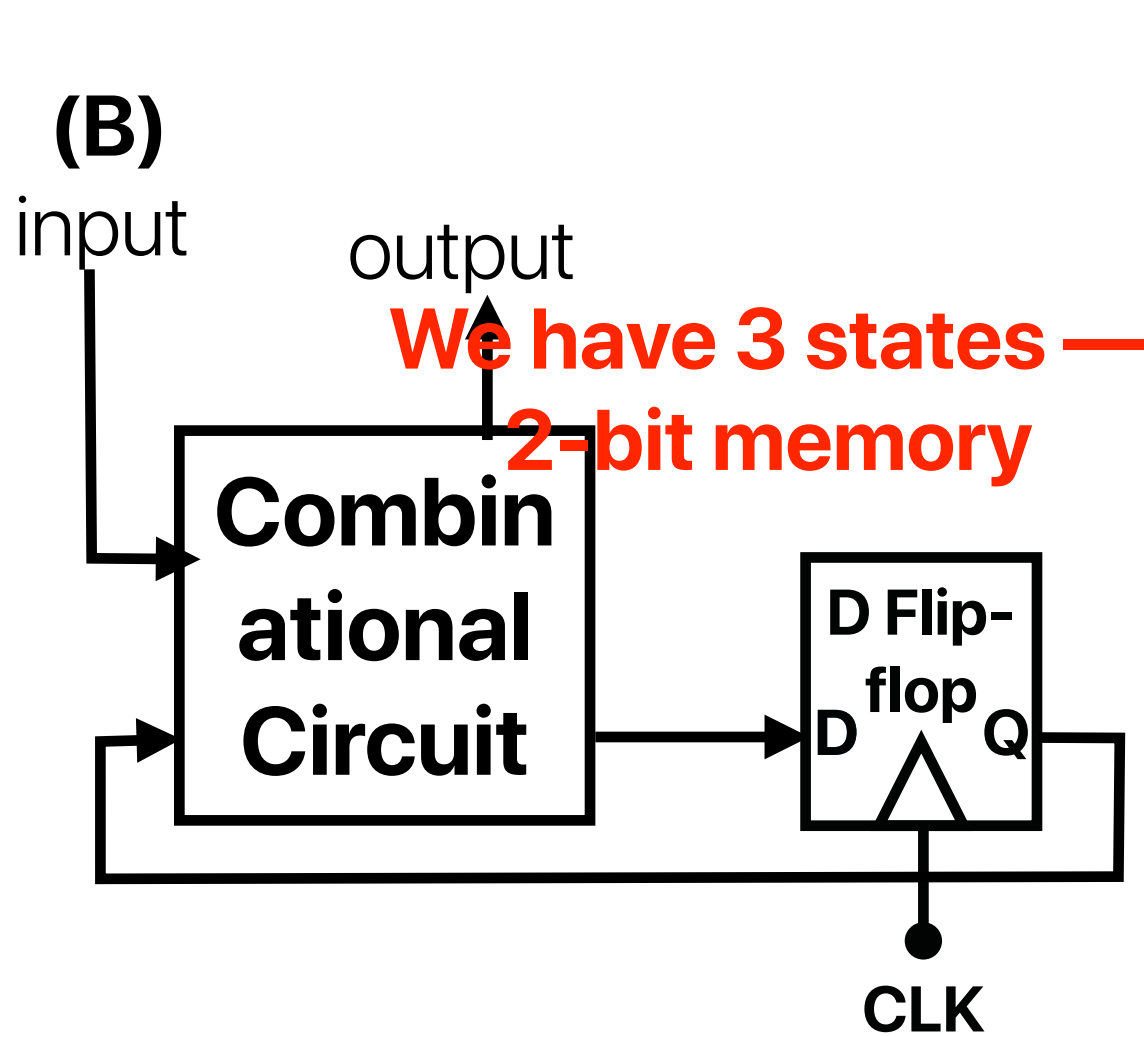 (B)
input
output
We have 3 states —
2-bit memory
Combin
ational
Circuit
D Flip-
flop
D
Q
CLK